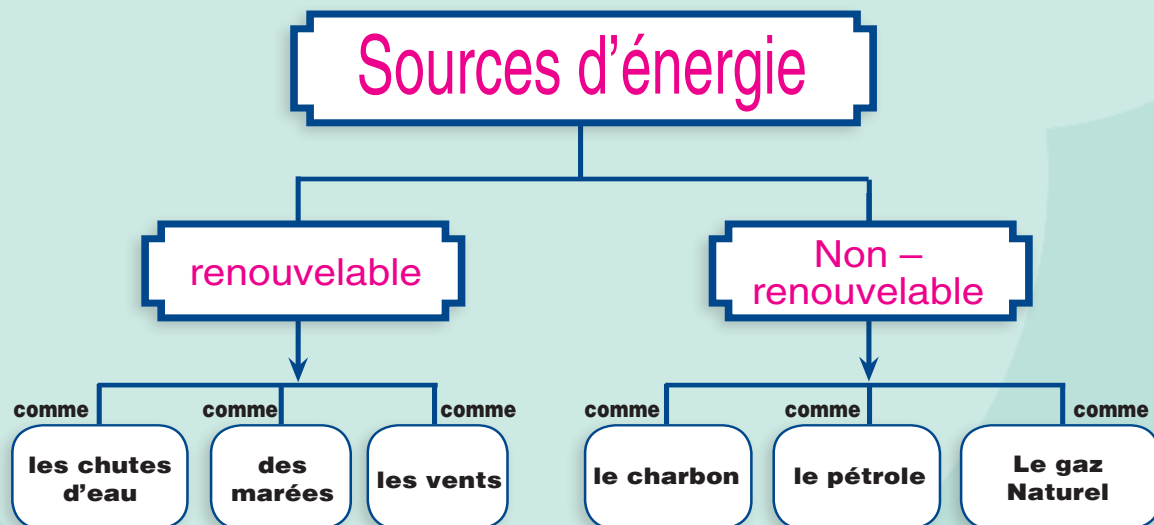 Sources d’énergie
renouvelable
Non –
renouvelable
comme
comme
comme
comme
comme
comme
les chutes
d’eau
des
marées
les vents
le charbon
le pétrole
Le gaz
Naturel